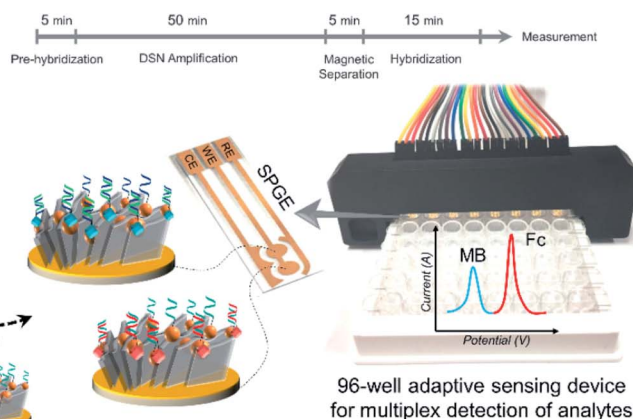 5 min
50 min
5 min
15 min
Measurement
Pre-hybridization
DSN Amplification
Magnetic
Separation
Hybridization
CE
WE
RE
SPGE
MB
Fc
Current (A)
Potential (V)
96-well adaptive sensing device
for multiplex detection of analytes